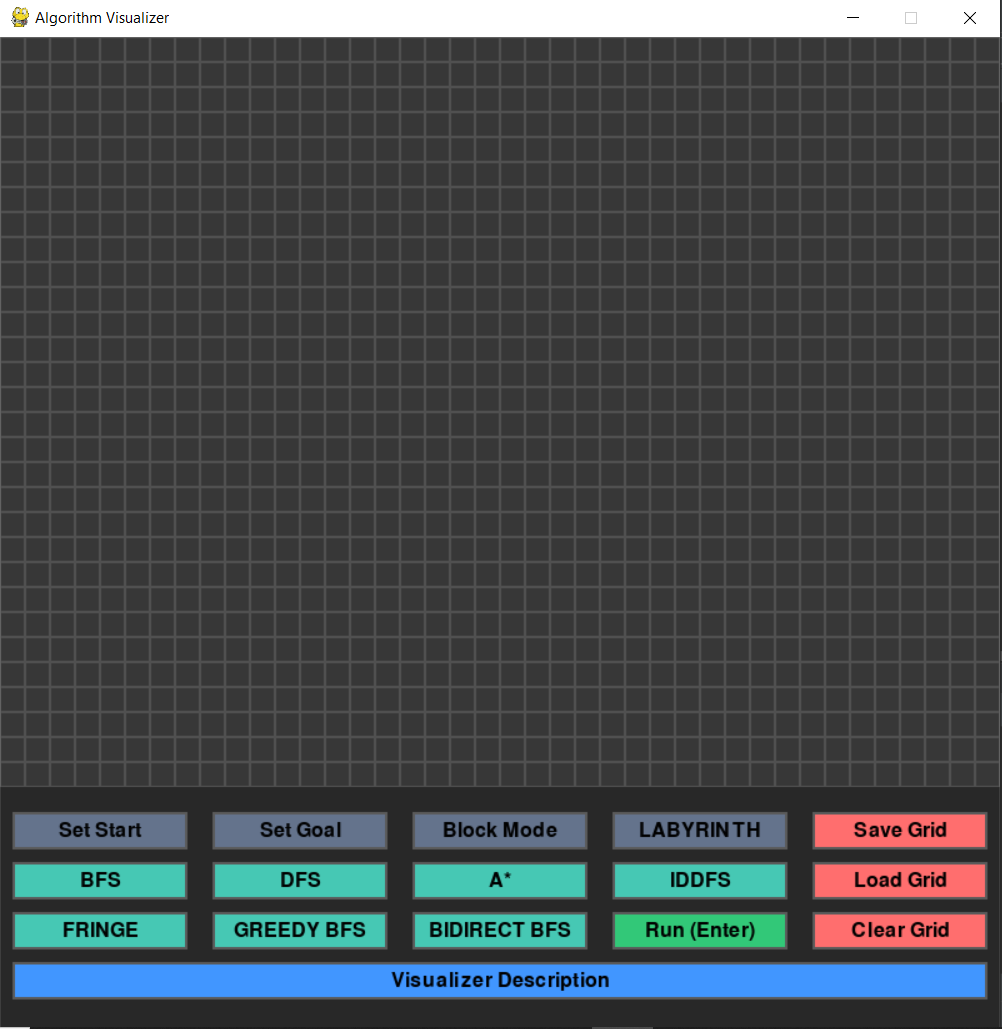 Algorithm Visualizer
Set Start Set Goal Block Mode LABYRINTH Save Grid
BFS DFS A* IDDFS Load Grid
FRINGE GREEDY BFS BIDIRECT BFS Run (Enter) Clear Grid
Visualizer Description